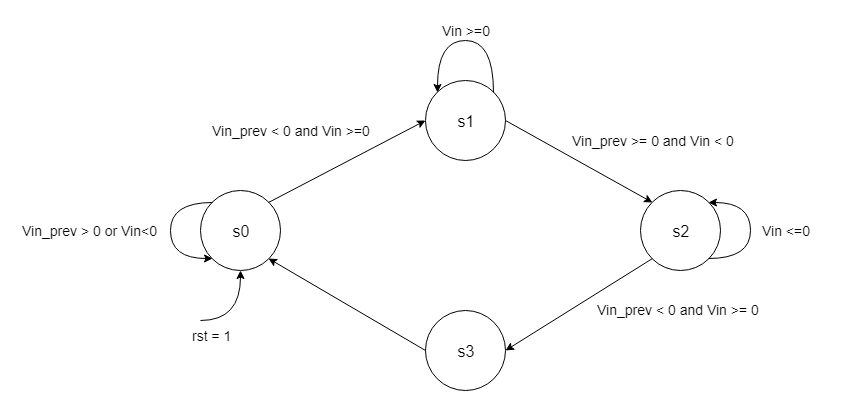 Vin >=0
s1
Vin_prev < 0 and Vin >=0
Vin_prev >= 0 and Vin < 0
Vin_prev > 0 or Vin<0
s0
s2
Vin <=0
Vin_prev < 0 and Vin >= 0
rst = 1
s3